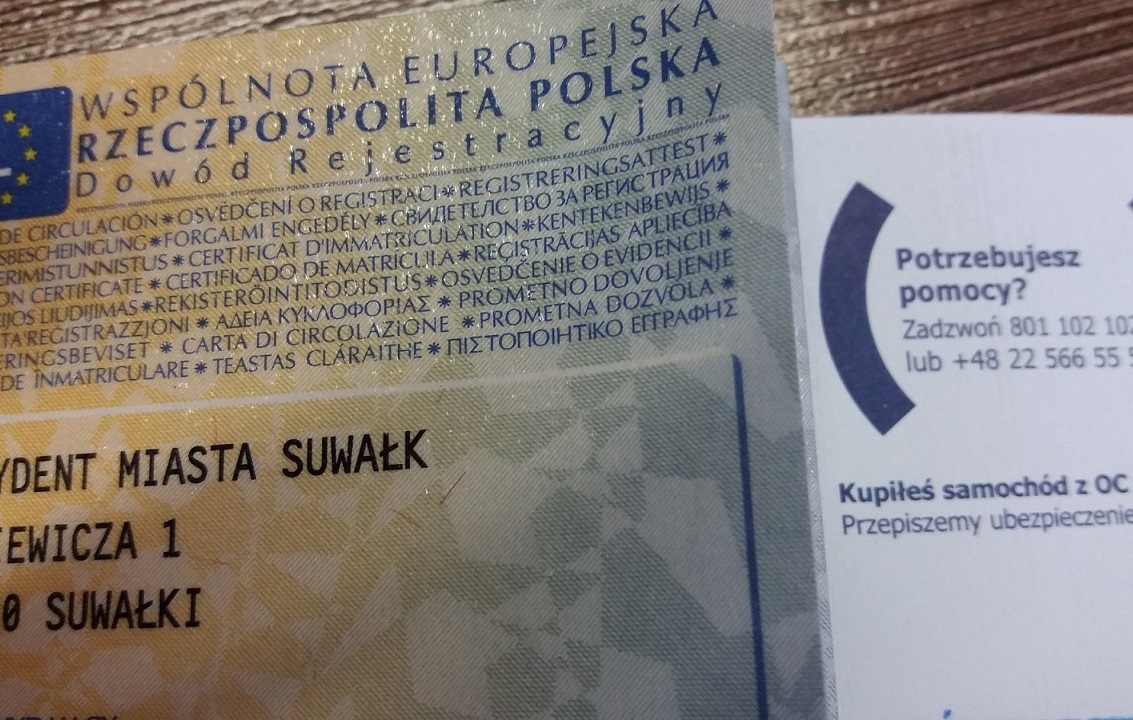 WSPÓLNOTA EUROPEJSKA
RZECZPOSPOLITA POLSKA
Dowód Rejestracyjny
DE CIRCULACIÓN * OSVĚDČENÍ O REGISTRACI * REGISTRERINGSATTEST *
SBESCHEINIGUNG * FORGALMI ENGEDÉLY * СВИДЕТЕЛСТВО ЗА РЕГИСТРАЦИЯ
ERIMISTUNNISTUS * CERTIFICAT D'IMMATRICULATION * KENTEKENBEWIJS *
ON CERTIFICATE * CERTIFICADO DE MATRÍCULA * REĢISTRĀCIJAS APLIECĪBA
IJOS LIUDIJIMAS * REKISTERÖINTITODISTUS * OSVEDČENIE O EVIDENCII *
TA' REGISTRAZZJONI * ΑΔΕΙΑ ΚΥΚΛΟΦΟΡΙΑΣ * PROMETNO DOVOLJENJE
ERINGSBEVISET * CARTA DI CIRCOLAZIONE * PROMETNA DOZVOLA *
DE ÎNMATRICULARE * TEASTAS CLÁRAITHE * ΠΙΣΤΟΠΟΙΗΤΙΚΟ ΕΓΓΡΑΦΗΣ
YDENT MIASTA SUWAŁK
IEWICZA 1
0 SUWAŁKI
Potrzebujesz
pomocy?
Zadzwoń 801 102 102
lub +48 22 566 55 5
Kupiłeś samochód z OC
Przepiszemy ubezpieczenie